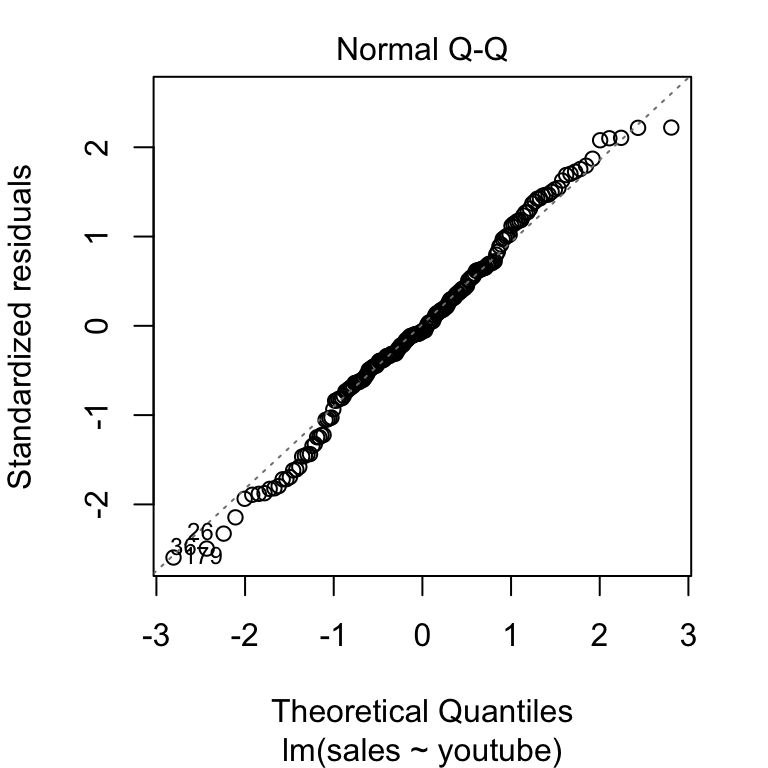 Normal Q-Q
Standardized residuals
2
1
0
-1
-2
26
36
179
-3 -2 -1 0 1 2 3
Theoretical Quantiles
lm(sales ~ youtube)